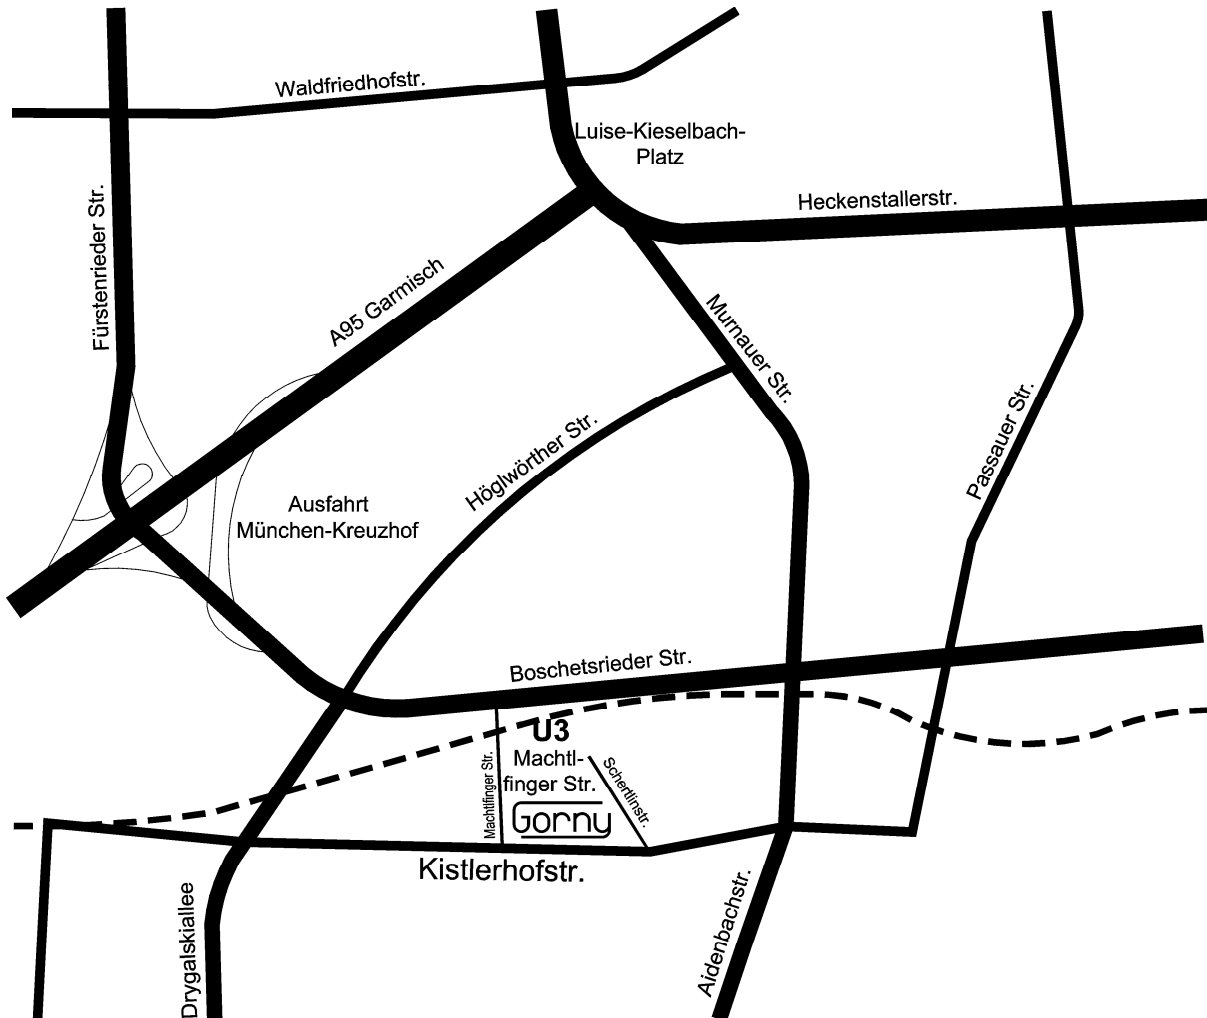 Waldfriedhofstr.
Luise-Kieselbach-
Platz
Heckenstallerstr.
Fürstenrieder Str.
A95 Garmisch
Murnauer Str.
Passauer Str.
Höglwörther Str.
Ausfahrt
München-Kreuzhof
Boschetsrieder Str.
U3
Machtl-
finger Str.
Machtlfinger Str.
Schertlinstr.
Gorny
Kistlerhofstr.
Drygalskiallee
Aidenbachstr.